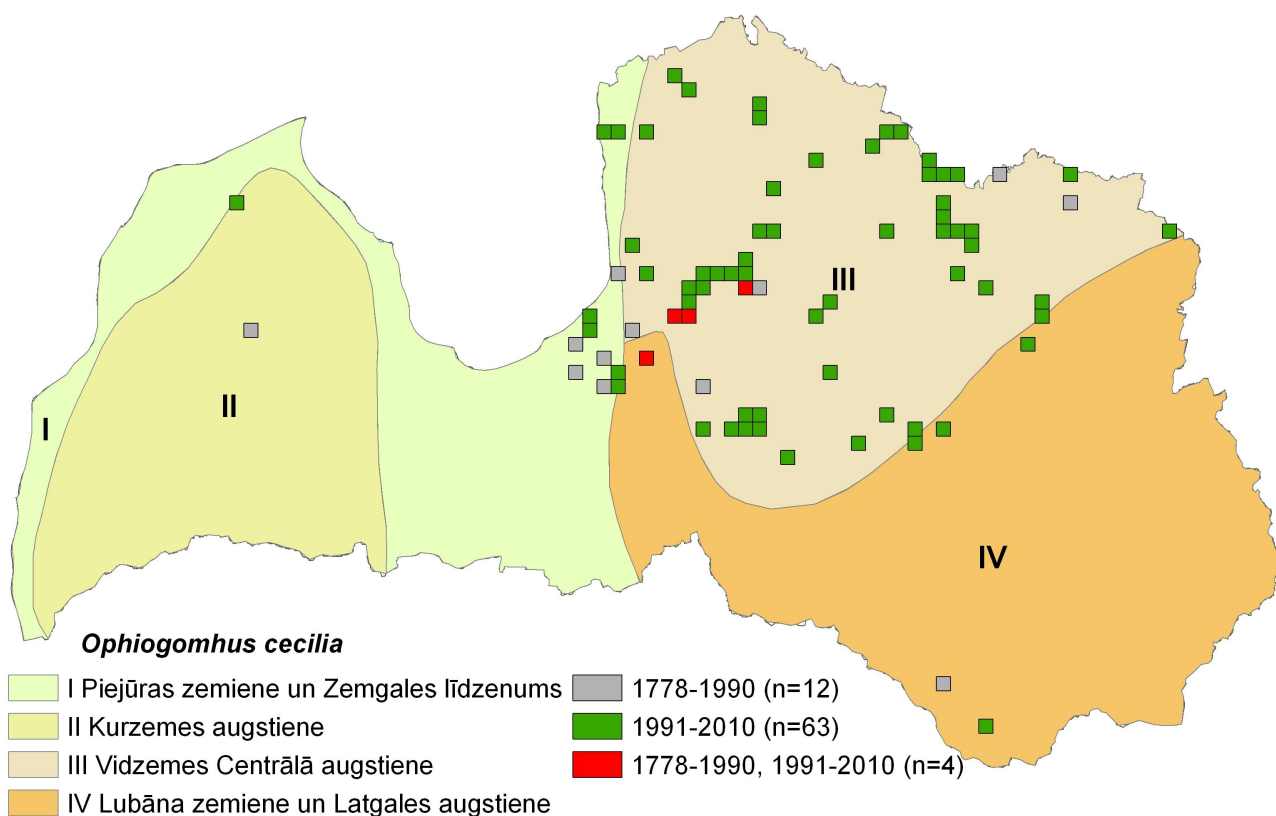 III
II
I
IV
Ophiogomhus cecilia
I Piejūras zemiene un Zemgales līdzenums
II Kurzemes augstiene
III Vidzemes Centrālā augstiene
IV Lubāna zemiene un Latgales augstiene
1778-1990 (n=12)
1991-2010 (n=63)
1778-1990, 1991-2010 (n=4)